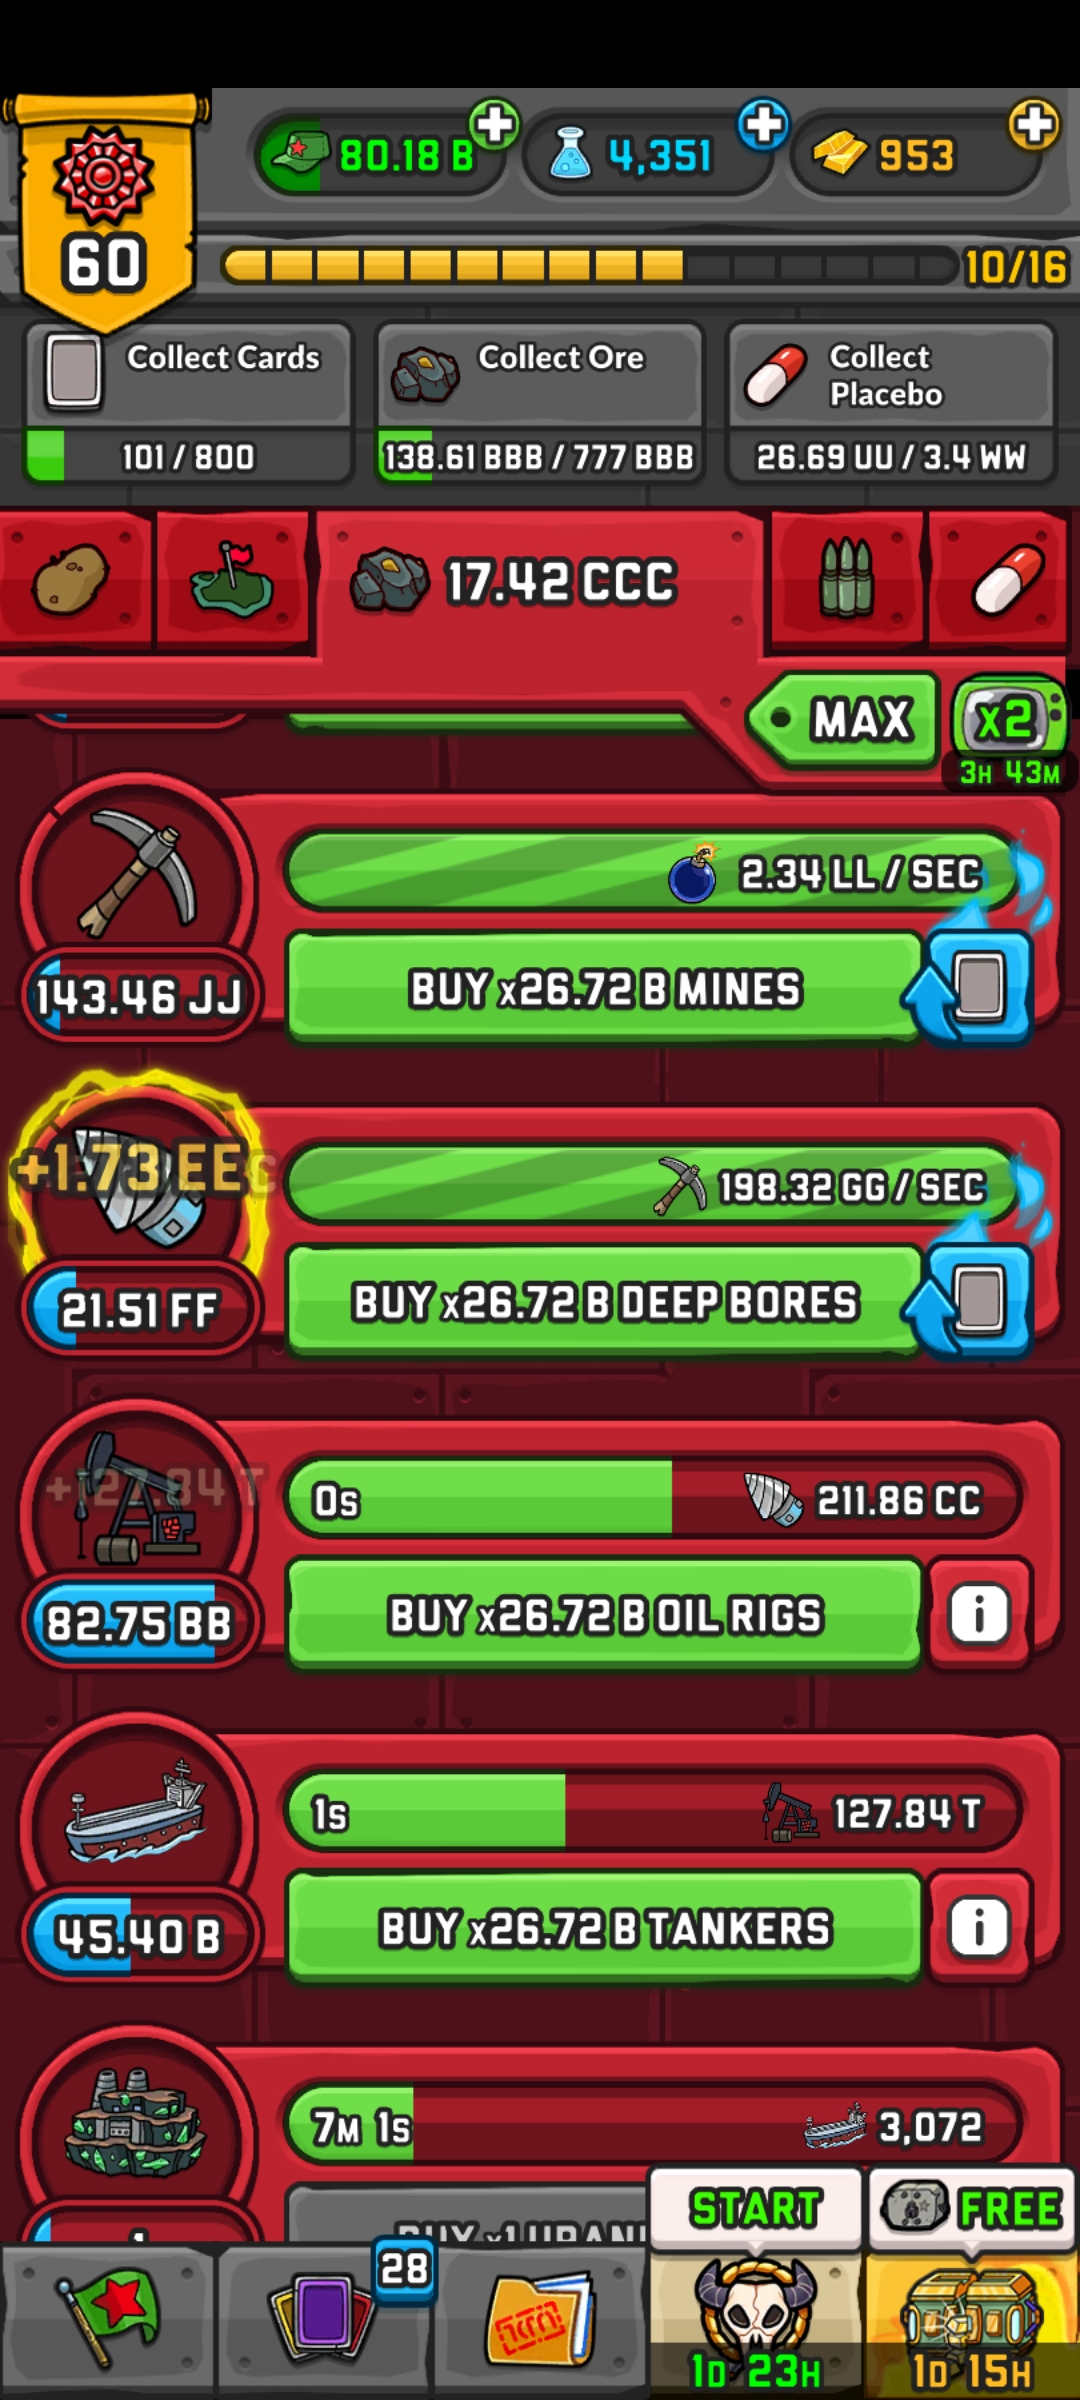 80.18 B
4,351
953
60
10/16
Collect Cards
101 / 800
Collect Ore
138.61 BBB / 777 BBB
Collect
Placebo
26.69 UU / 3.4 WW
17.42 CCC
MAX
x2
3H 43M
2.34 LL / SEC
143.46 JJ
BUY x26.72 B MINES
+1.73 EE
198.32 GG / SEC
21.51 FF
BUY x26.72 B DEEP BORES
+127.84 T
0s
211.86 CC
82.75 BB
BUY x26.72 B OIL RIGS
i
1s
127.84 T
45.40 B
BUY x26.72 B TANKERS
i
7M 1s
3,072
START
FREE
28
1D 23H
1D 15H